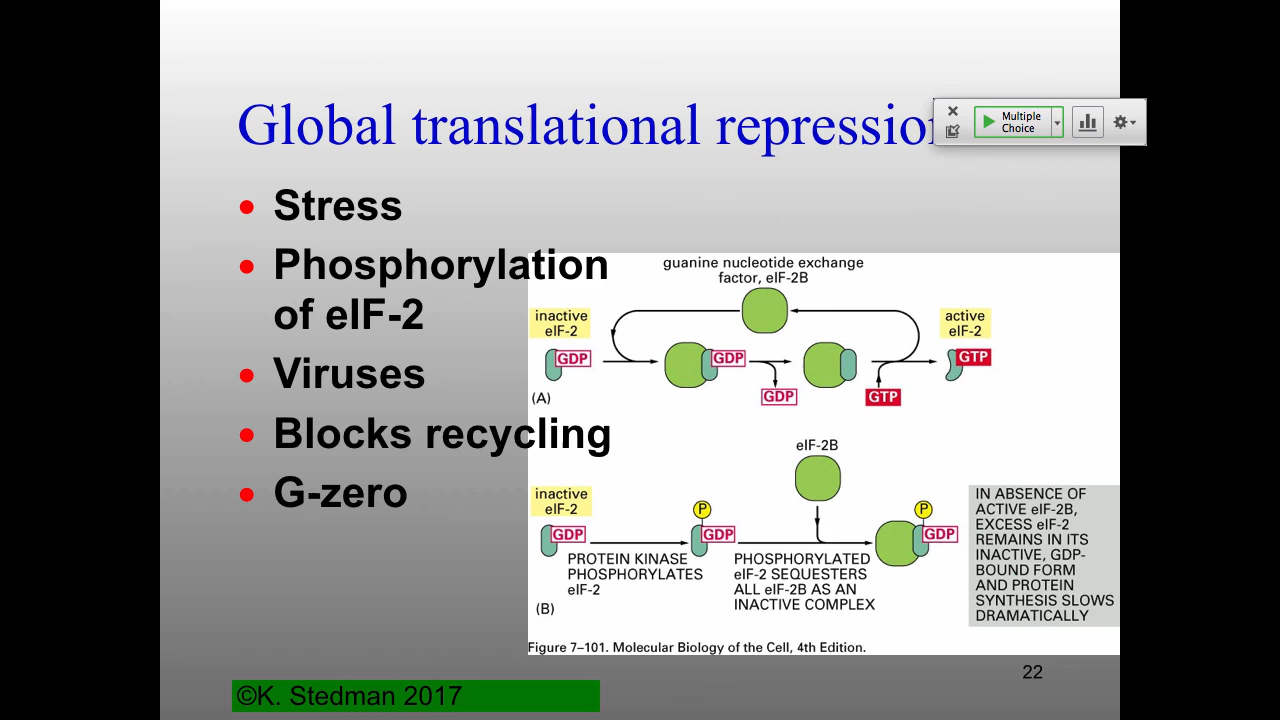 Global translational repression
Multiple
Choice
• Stress
• Phosphorylation
of eIF-2
• Viruses
• Blocks recycling
• G-zero
guanine nucleotide exchange
factor, eIF-2B
inactive
eIF-2
active
eIF-2
GDP
GDP
GTP
GDP
GTP
(A)
eIF-2B
inactive
eIF-2
P
P
GDP
GDP
GDP
PROTEIN KINASE
PHOSPHORYLATES
eIF-2
PHOSPHORYLATED
eIF-2 SEQUESTERS
ALL eIF-2B AS AN
INACTIVE COMPLEX
(B)
IN ABSENCE OF
ACTIVE eIF-2B,
EXCESS eIF-2
REMAINS IN ITS
INACTIVE, GDP-
BOUND FORM
AND PROTEIN
SYNTHESIS SLOWS
DRAMATICALLY
Figure 7–101. Molecular Biology of the Cell, 4th Edition.
22
©K. Stedman 2017